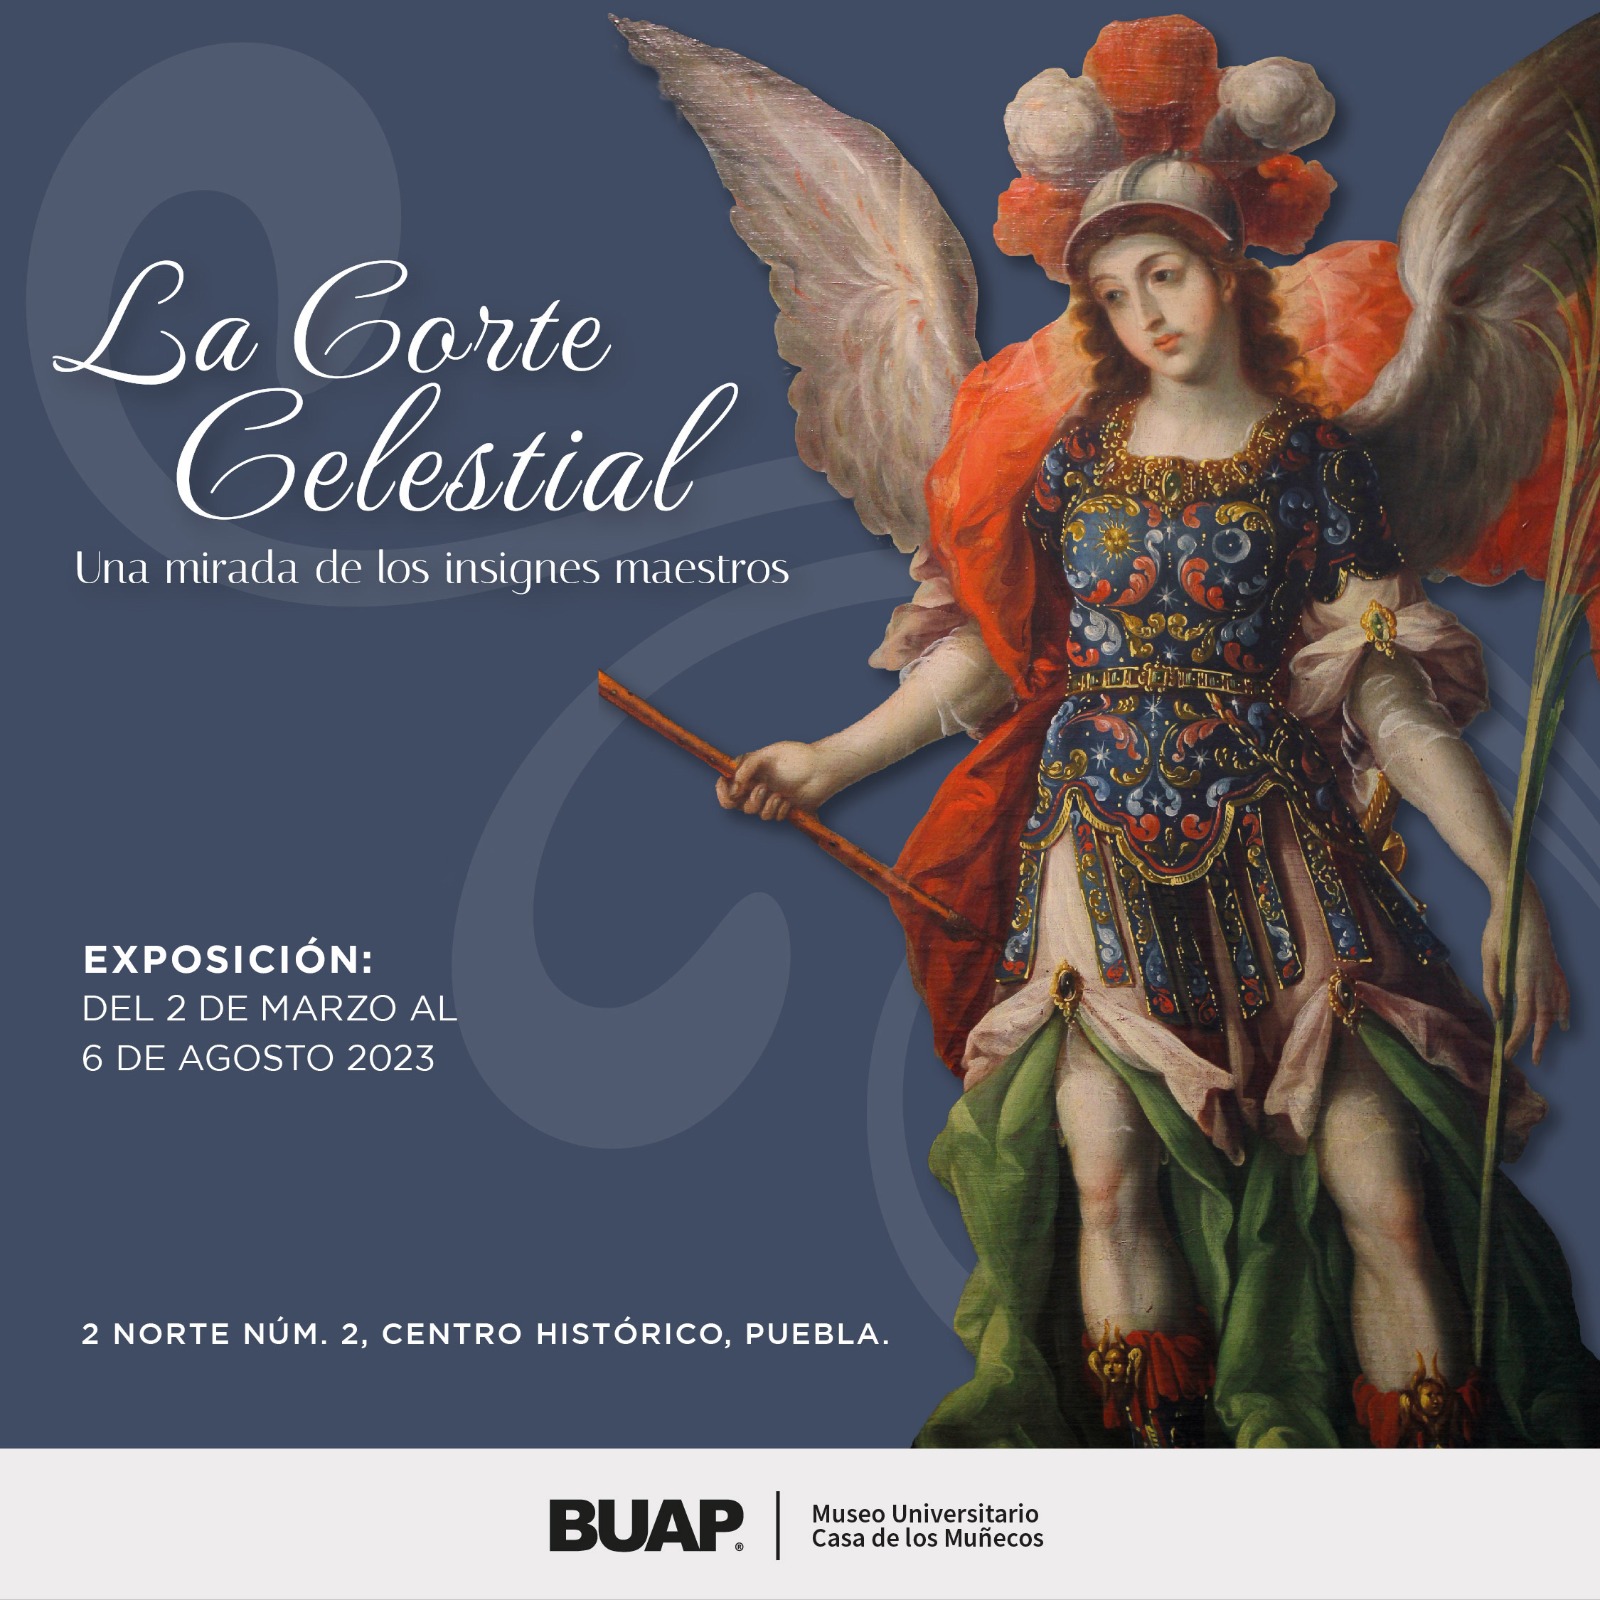 La Corte
Celestial
Una mirada de los insignes maestros
EXPOSICIÓN:
DEL 2 DE MARZO AL
6 DE AGOSTO 2023
2 NORTE NÚM. 2, CENTRO HISTÓRICO, PUEBLA.
BUAP®
Museo Universitario
Casa de los Muñecos